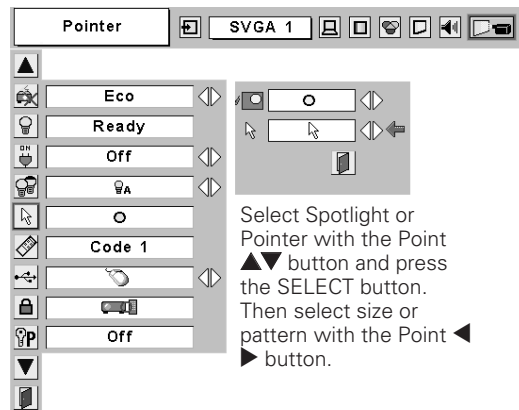 Pointer
SVGA 1
Eco
Ready
ON
Off
A
Code 1
P
Off
Select Spotlight or
Pointer with the Point
▲▼ button and press
the SELECT button.
Then select size or
pattern with the Point ◀
▶ button.